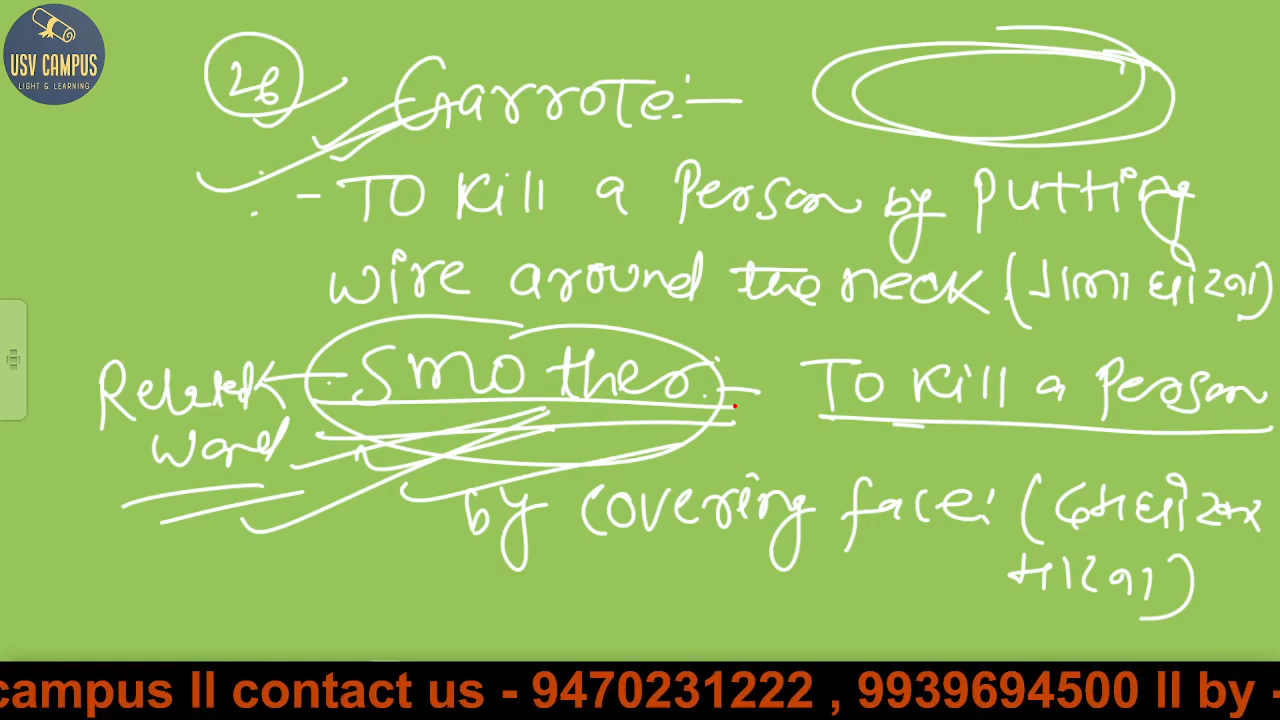 USV CAMPUS
LIGHT & LEARNING
26 Garrote:-
- To Kill a Person by putting
wire around the neck (गला घोंटना)
Related word
Smother - To Kill a Person
by covering face: (दम घोंटकर
मारना)
campus II contact us - 9470231222 , 9939694500 II by -